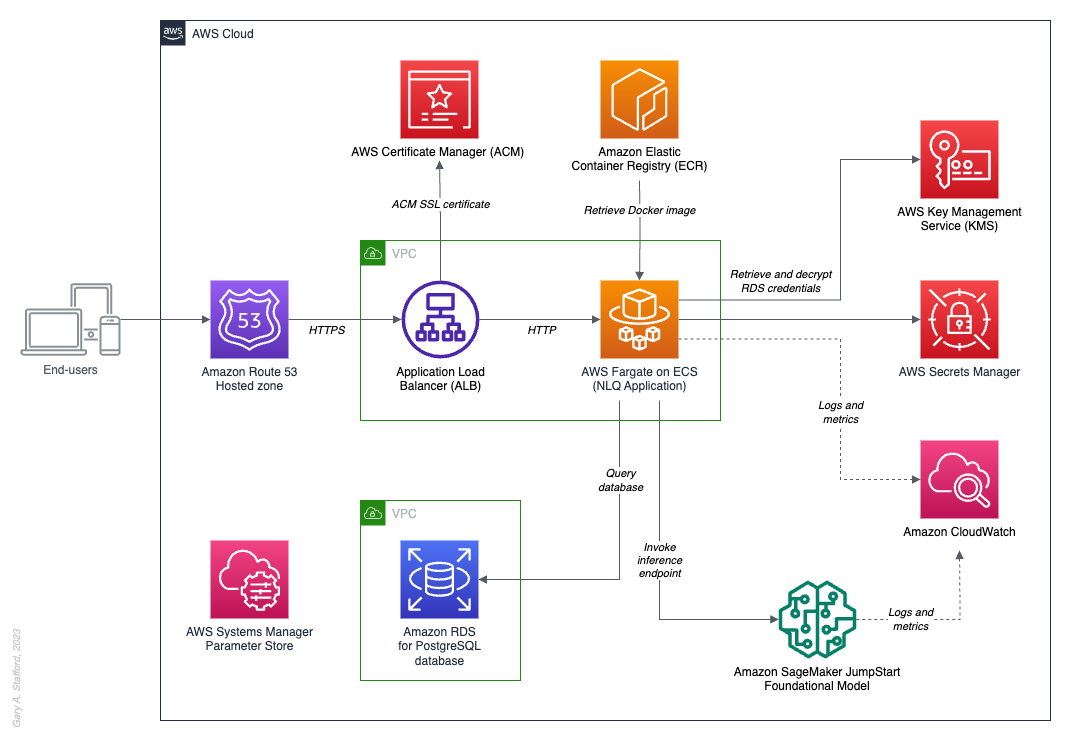 aws
AWS Cloud
AWS Certificate Manager (ACM)
Amazon Elastic
Container Registry (ECR)
AWS Key Management
Service (KMS)
ACM SSL certificate
Retrieve Docker image
VPC
Retrieve and decrypt
RDS credentials
53
HTTPS
HTTP
End-users
Amazon Route 53
Hosted zone
Application Load
Balancer (ALB)
AWS Fargate on ECS
(NLQ Application)
AWS Secrets Manager
Logs and
metrics
Query
database
VPC
Amazon CloudWatch
Invoke
inference
endpoint
AWS Systems Manager
Parameter Store
Amazon RDS
for PostgreSQL
database
Logs and
metrics
Amazon SageMaker JumpStart
Foundational Model
Gary A. Stafford, 2023